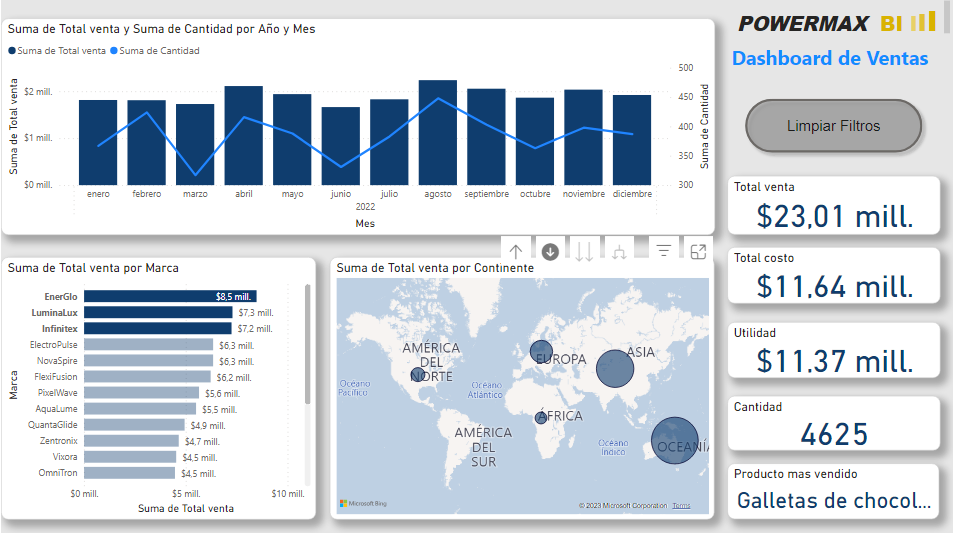 Suma de Total venta y Suma de Cantidad por Año y Mes
Suma de Total venta Suma de Cantidad
Suma de Total venta
$2 mill.
$1 mill.
$0 mill.
500
450
400
350
300
Suma de Cantidad
enero febrero marzo abril mayo junio julio agosto septiembre octubre noviembre diciembre
2022
Mes
POWERMAX BI
Dashboard de Ventas
Limpiar Filtros
Total venta
$23,01 mill.
Total costo
$11,64 mill.
Utilidad
$11,37 mill.
Cantidad
4625
Producto mas vendido
Galletas de chocol...
Suma de Total venta por Marca
Marca
EnerGlo $8,5 mill.
LuminaLux $7,3 mill.
Infinitex $7,2 mill.
ElectroPulse $6,3 mill.
NovaSpire $6,3 mill.
FlexiFusion $6,2 mill.
PixelWave $5,6 mill.
AquaLume $5,5 mill.
QuantaGlide $4,9 mill.
Zentronix $4,7 mill.
Vixora $4,5 mill.
OmniTron $4,5 mill.
$0 mill. $5 mill. $10 mill.
Suma de Total venta
Suma de Total venta por Continente
AMÉRICA
DEL
NORTE
EUROPA
ASIA
Océano
Pacífico
Océano
Atlántico
ÁFRICA
AMÉRICA
DEL
SUR
Océano
Índico
OCEANÍA
Microsoft Bing
© 2023 Microsoft Corporation Terms